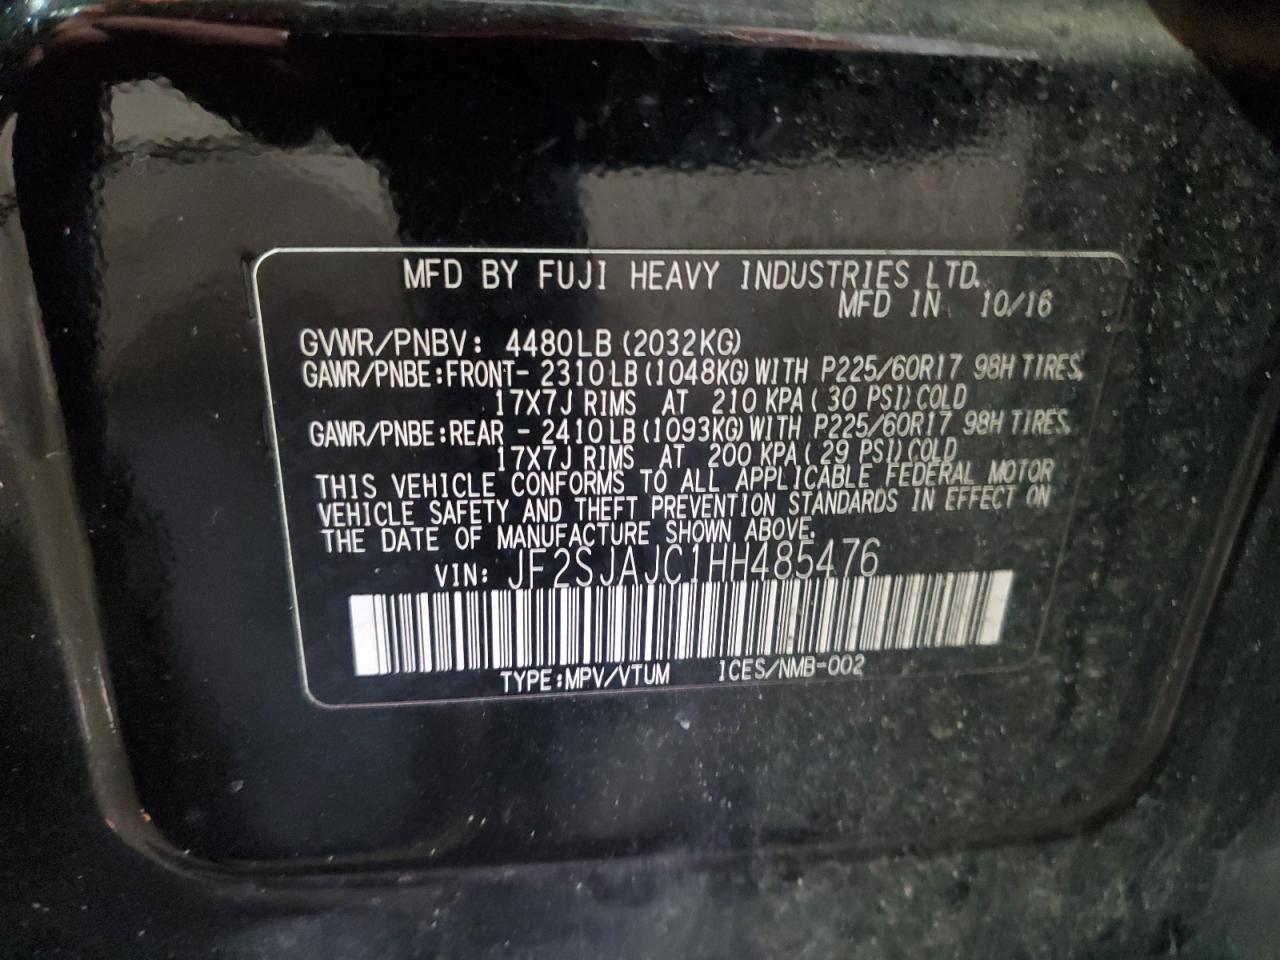 MFD BY FUJI HEAVY INDUSTRIES LTD.
MFD IN 10/16
GVWR/PNBV: 4480LB (2032KG)
GAWR/PNBE:FRONT- 2310LB(1048KG)WITH P225/60R17 98H TIRES,
17X7J RIMS AT 210 KPA( 30 PSI)COLD
GAWR/PNBE:REAR - 2410LB(1093KG)WITH P225/60R17 98H TIRES,
17X7J RIMS AT 200 KPA( 29 PSI)COLD
THIS VEHICLE CONFORMS TO ALL APPLICABLE FEDERAL MOTOR
VEHICLE SAFETY AND THEFT PREVENTION STANDARDS IN EFFECT ON
THE DATE OF MANUFACTURE SHOWN ABOVE.
VIN: JF2SJAJC1HH485476
TYPE:MPV/VTUM ICES/NMB-002